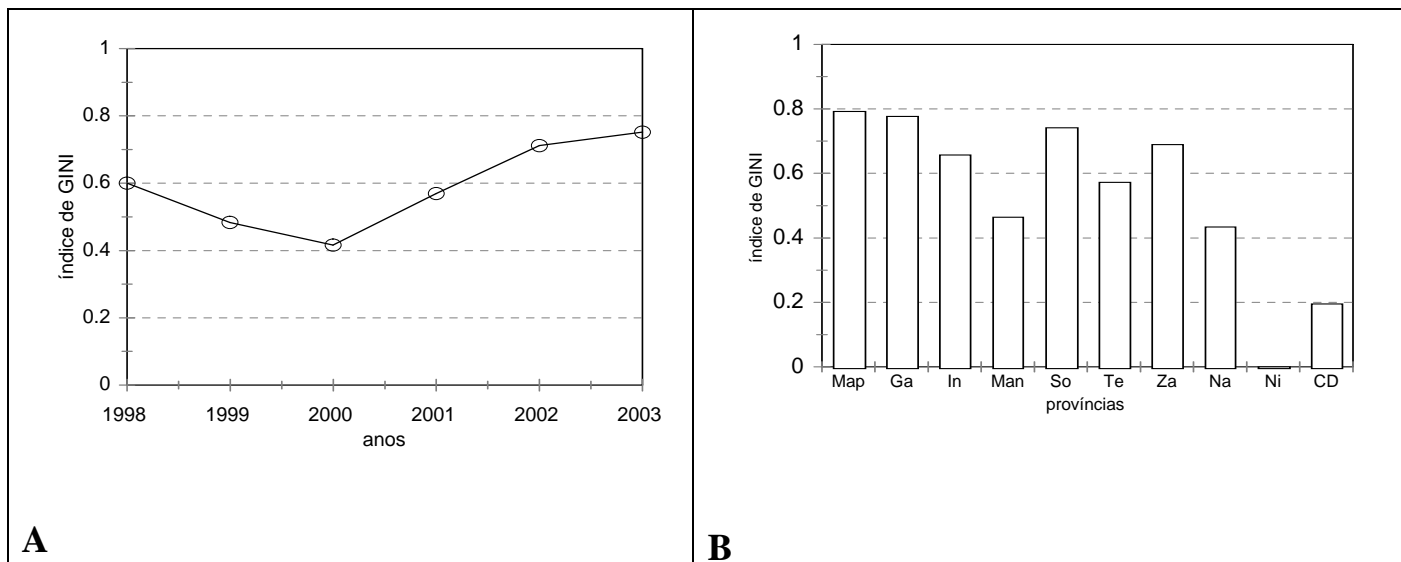 1
0.8
0.6
0.4
0.2
0
índice de GINI
1998 1999 2000 2001 2002 2003
anos
A
1
0.8
0.6
0.4
0.2
0
índice de GINI
Map Ga In Man So Te Za Na Ni CD
províncias
B